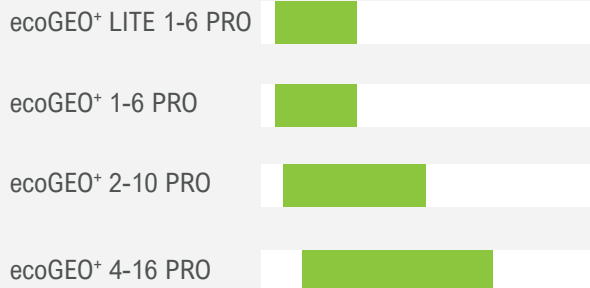 ecoGEO⁺ LITE 1-6 PRO
ecoGEO⁺ 1-6 PRO
ecoGEO⁺ 2-10 PRO
ecoGEO⁺ 4-16 PRO